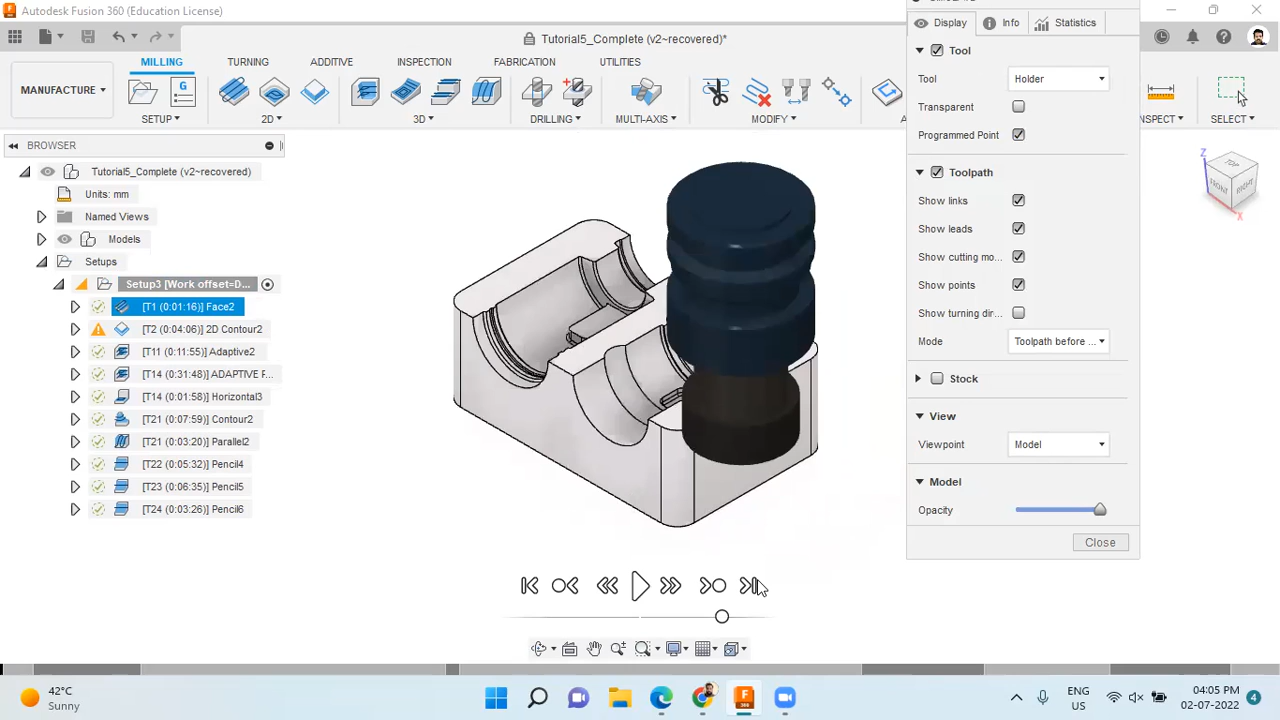 Autodesk Fusion 360 (Education License)
Tutorial5_Complete (v2~recovered)*
MANUFACTURE
MILLING TURNING ADDITIVE INSPECTION FABRICATION UTILITIES
SETUP 2D 3D DRILLING MULTI-AXIS MODIFY NSPECT SELECT
BROWSER
Tutorial5_Complete (v2~recovered)
Units: mm
Named Views
Models
Setups
Setup3 [Work offset=D...
[T1 (0:01:16)] Face2
[T2 (0:04:06)] 2D Contour2
[T11 (0:11:55)] Adaptive2
[T14 (0:31:48)] ADAPTIVE F...
[T14 (0:01:58)] Horizontal3
[T21 (0:07:59)] Contour2
[T21 (0:03:20)] Parallel2
[T22 (0:05:32)] Pencil4
[T23 (0:06:35)] Pencil5
[T24 (0:03:26)] Pencil6
Display Info Statistics
Tool
Tool Holder
Transparent
Programmed Point
Toolpath
Show links
Show leads
Show cutting mo...
Show points
Show turning dir...
Mode Toolpath before ...
Stock
View
Viewpoint Model
Model
Opacity
Close
Z
TOP
FRONT RIGHT
X
42°C
Sunny
ENG
US
04:05 PM
02-07-2022
4